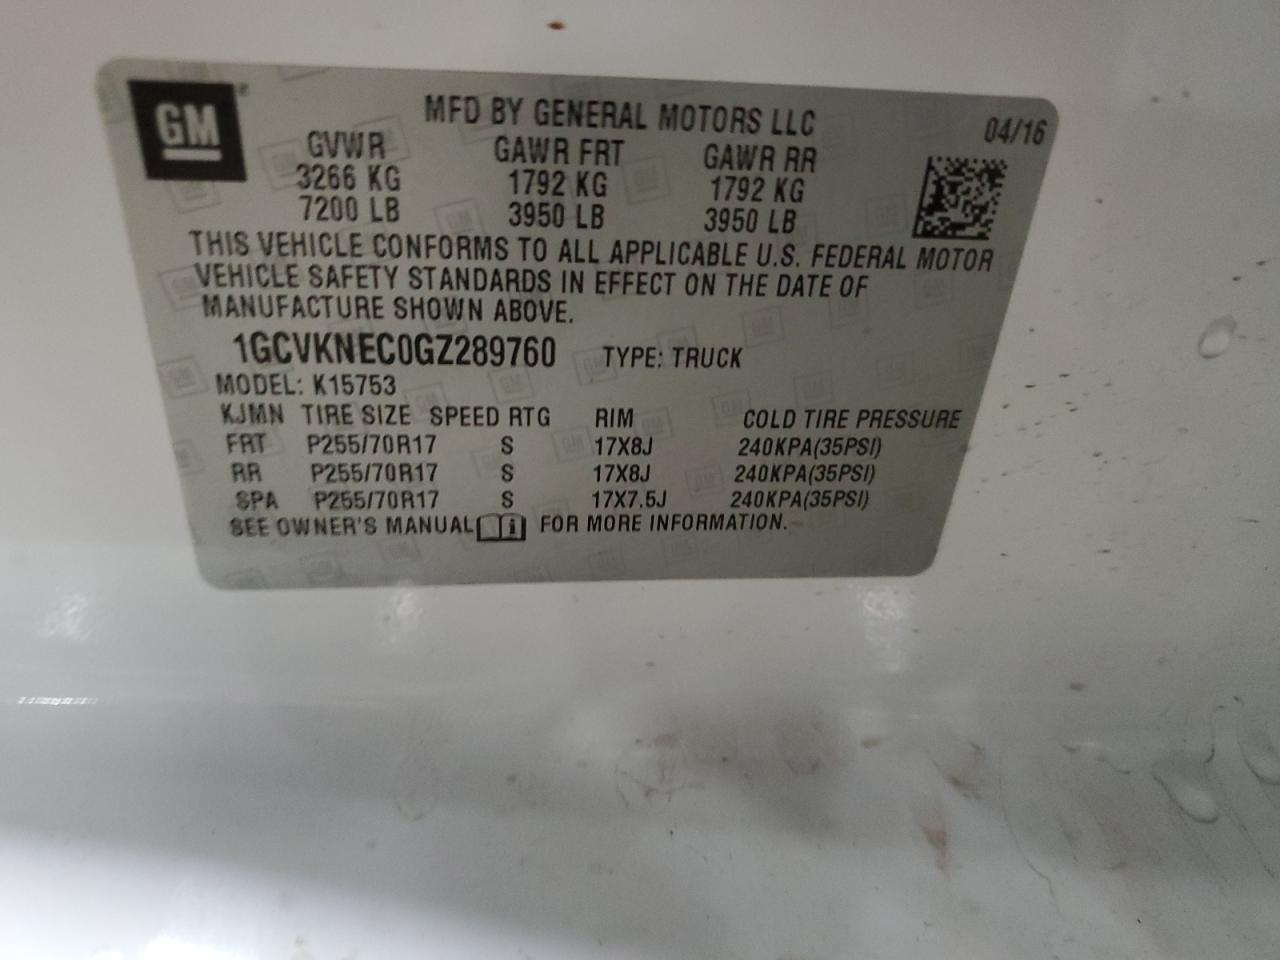 GM
MFD BY GENERAL MOTORS LLC
04/16
GVWR GAWR FRT GAWR RR
3266 KG 1792 KG 1792 KG
7200 LB 3950 LB 3950 LB
THIS VEHICLE CONFORMS TO ALL APPLICABLE U.S. FEDERAL MOTOR
VEHICLE SAFETY STANDARDS IN EFFECT ON THE DATE OF
MANUFACTURE SHOWN ABOVE.
1GCVKNEC0GZ289760 TYPE: TRUCK
MODEL: K15753
KJMN TIRE SIZE SPEED RTG RIM COLD TIRE PRESSURE
FRT P255/70R17 S 17X8J 240KPA(35PSI)
RR P255/70R17 S 17X8J 240KPA(35PSI)
SPA P255/70R17 S 17X7.5J 240KPA(35PSI)
SEE OWNER'S MANUAL FOR MORE INFORMATION.